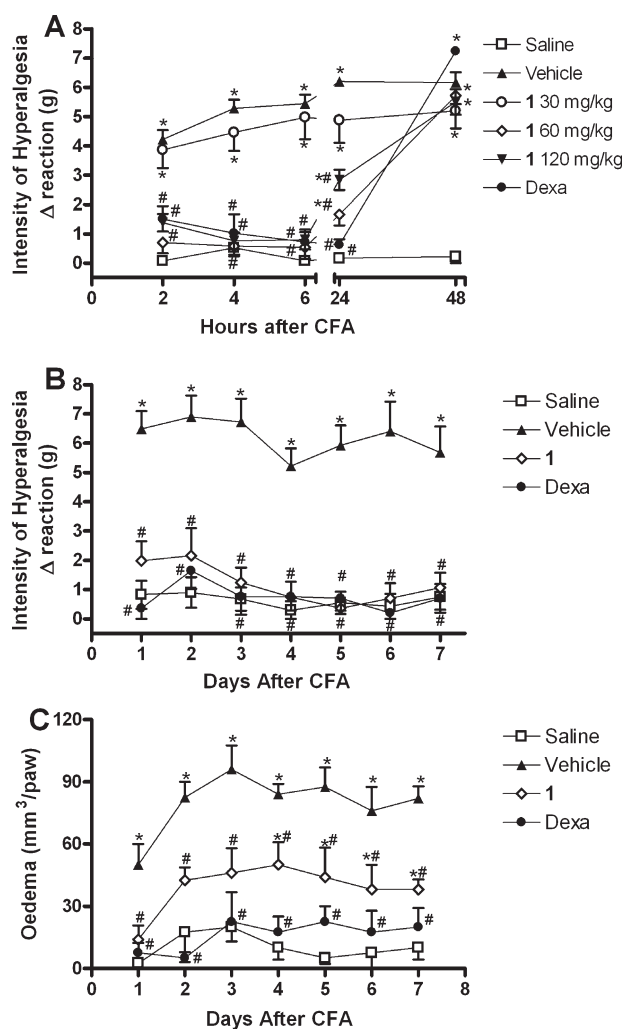 A
Intensity of Hyperalgesia
Δ reaction (g)
8
7
6
5
4
3
2
1
0
0 2 4 6 24 48
Hours after CFA
Saline
Vehicle
1 30 mg/kg
1 60 mg/kg
1 120 mg/kg
Dexa
* * * * * * * * * * *
*# *# # # # # # # # # # #
B
Intensity of Hyperalgesia
Δ reaction (g)
8
7
6
5
4
3
2
1
0
0 1 2 3 4 5 6 7
Days After CFA
Saline
Vehicle
1
Dexa
* * * * * * *
# # # # # # #
# # # # # # #
C
Oedema (mm³/paw)
120
90
60
30
0
0 1 2 3 4 5 6 7 8
Days After CFA
Saline
Vehicle
1
Dexa
* * * * * * *
# # # *# *# *# *#
# # # # # # #